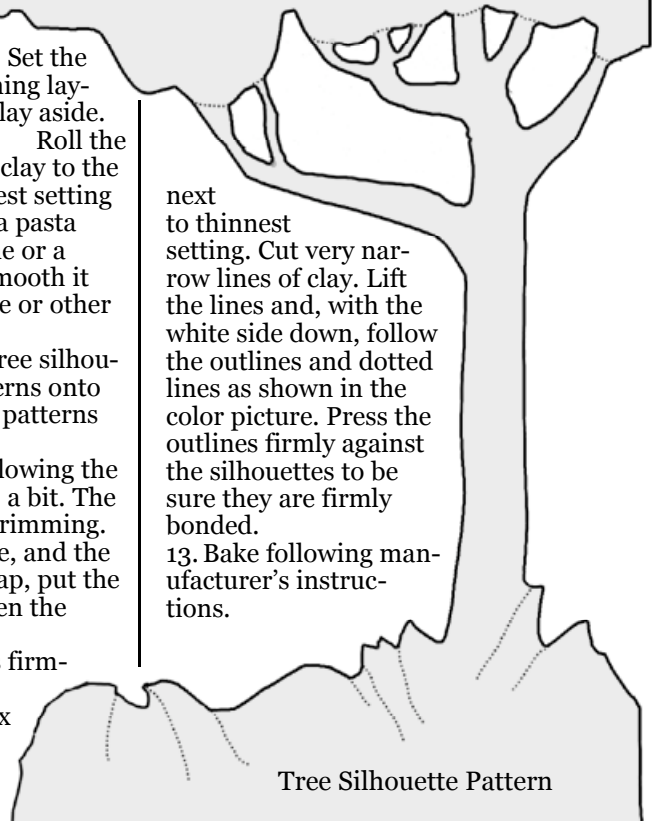 Set the
ning lay-
lay aside.
Roll the
clay to the
est setting
a pasta
e or a
mooth it
e or other
ree silhou-
erns onto
patterns
lowing the
a bit. The
rimming.
e, and the
ap, put the
en the
firm-
x
next
to thinnest
setting. Cut very nar-
row lines of clay. Lift
the lines and, with the
white side down, follow
the outlines and dotted
lines as shown in the
color picture. Press the
outlines firmly against
the silhouettes to be
sure they are firmly
bonded.
13. Bake following man-
ufacturer’s instruc-
tions.
Tree Silhouette Pattern